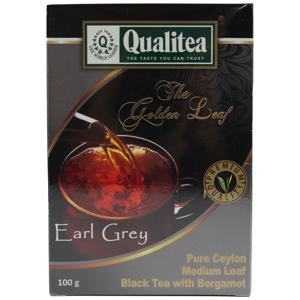 Q
Qualitea
THE TASTE YOU CAN TRUST
The
Golden Leaf
PREMIUM
Earl Grey
Pure Ceylon
Medium Leaf
100 g
Black Tea with Bergamot